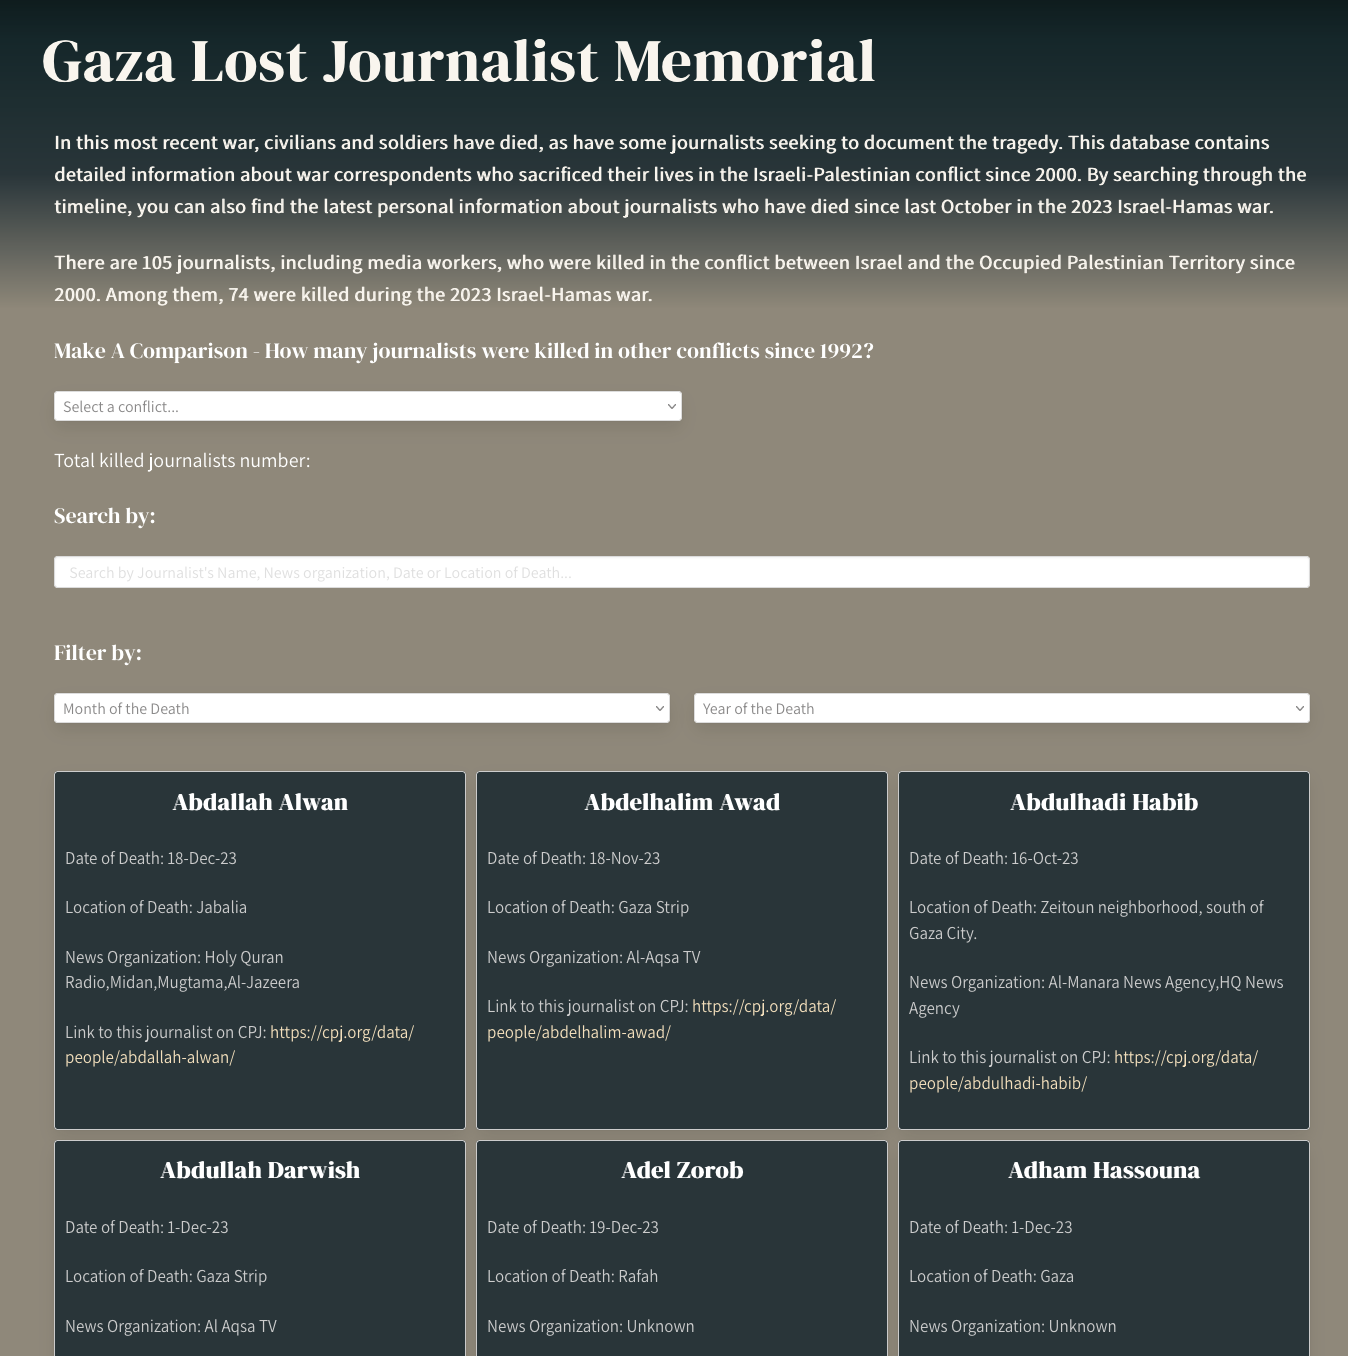 Gaza Lost Journalist Memorial
In this most recent war, civilians and soldiers have died, as have some journalists seeking to document the tragedy. This database contains
detailed information about war correspondents who sacrificed their lives in the Israeli-Palestinian conflict since 2000. By searching through the
timeline, you can also find the latest personal information about journalists who have died since last October in the 2023 Israel-Hamas war.
There are 105 journalists, including media workers, who were killed in the conflict between Israel and the Occupied Palestinian Territory since
2000. Among them, 74 were killed during the 2023 Israel-Hamas war.
Make A Comparison - How many journalists were killed in other conflicts since 1992?
Select a conflict...
Total killed journalists number:
Search by:
Search by Journalist's Name, News organization, Date or Location of Death...
Filter by:
Month of the Death
Year of the Death
Abdallah Alwan
Date of Death: 18-Dec-23
Location of Death: Jabalia
News Organization: Holy Quran
Radio,Midan,Mugtama,Al-Jazeera
Link to this journalist on CPJ: https://cpj.org/data/
people/abdallah-alwan/
Abdelhalim Awad
Date of Death: 18-Nov-23
Location of Death: Gaza Strip
News Organization: Al-Aqsa TV
Link to this journalist on CPJ: https://cpj.org/data/
people/abdelhalim-awad/
Abdulhadi Habib
Date of Death: 16-Oct-23
Location of Death: Zeitoun neighborhood, south of
Gaza City.
News Organization: Al-Manara News Agency,HQ News
Agency
Link to this journalist on CPJ: https://cpj.org/data/
people/abdulhadi-habib/
Abdullah Darwish
Date of Death: 1-Dec-23
Location of Death: Gaza Strip
News Organization: Al Aqsa TV
Adel Zorob
Date of Death: 19-Dec-23
Location of Death: Rafah
News Organization: Unknown
Adham Hassouna
Date of Death: 1-Dec-23
Location of Death: Gaza
News Organization: Unknown